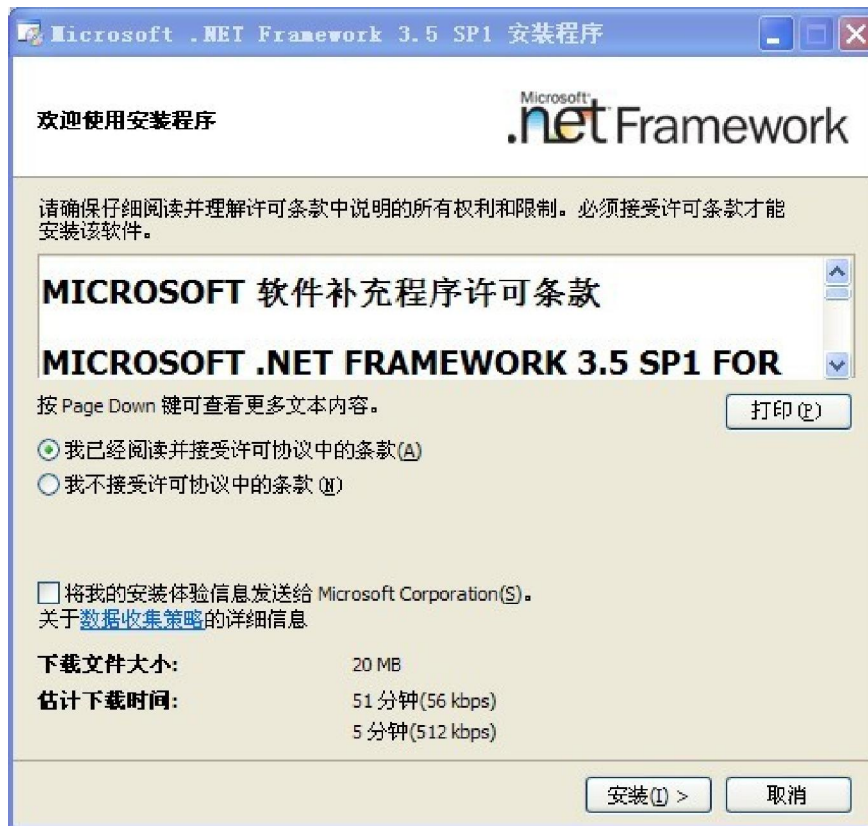 Microsoft .NET Framework 3.5 SP1 安装程序
欢迎使用安装程序
Microsoft
.net Framework
请确保仔细阅读并理解许可条款中说明的所有权利和限制。必须接受许可条款才能
安装该软件。
MICROSOFT 软件补充程序许可条款
MICROSOFT .NET FRAMEWORK 3.5 SP1 FOR
按 Page Down 键可查看更多文本内容。
打印(P)
我已经阅读并接受许可协议中的条款(A)
我不接受许可协议中的条款(N)
将我的安装体验信息发送给 Microsoft Corporation(S)。
关于数据收集策略的详细信息
下载文件大小: 20 MB
估计下载时间: 51 分钟(56 kbps)
5 分钟(512 kbps)
安装(I) > 取消